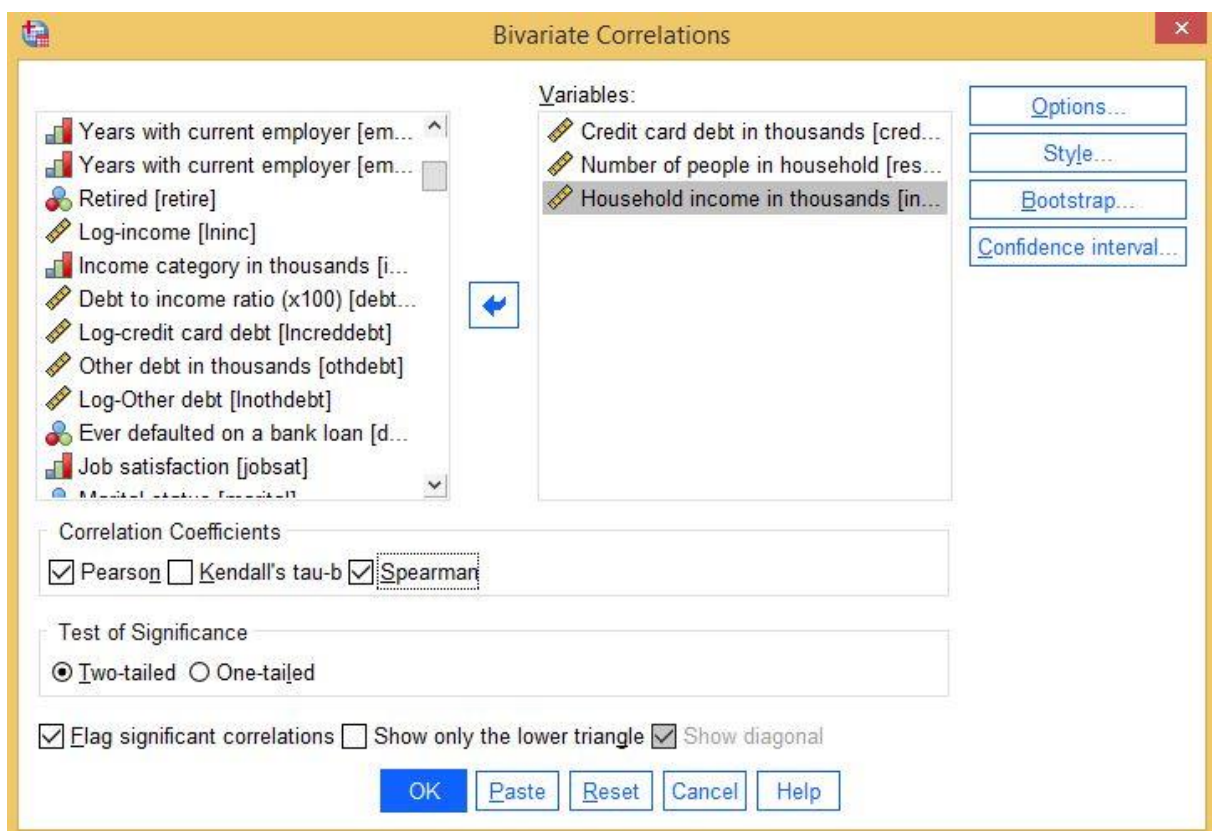 Bivariate Correlations
Variables:
Years with current employer [em...
Years with current employer [em...
Retired [retire]
Log-income [lninc]
Income category in thousands [i...
Debt to income ratio (x100) [debt...
Log-credit card debt [lncreddebt]
Other debt in thousands [othdebt]
Log-Other debt [lnothdebt]
Ever defaulted on a bank loan [d...
Job satisfaction [jobsat]
Marital status [marital]
Credit card debt in thousands [cred...
Number of people in household [res...
Household income in thousands [in...
Options...
Style...
Bootstrap...
Confidence interval...
Correlation Coefficients
Pearson Kendall's tau-b Spearman
Test of Significance
Two-tailed One-tailed
Flag significant correlations Show only the lower triangle Show diagonal
OK Paste Reset Cancel Help